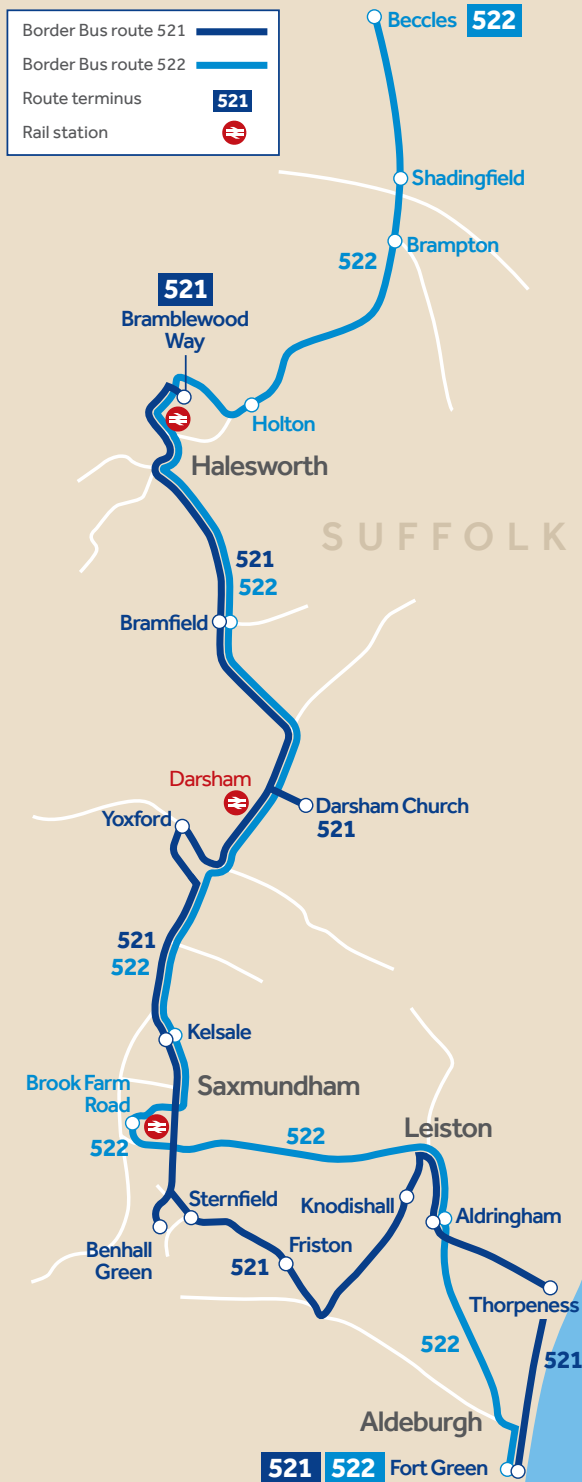 Border Bus route 521
Border Bus route 522
Route terminus 521
Rail station
Beccles 522
Shadingfield
Brampton
522
521
Bramblewood
Way
Holton
Halesworth
SUFFOLK
521
522
Bramfield
Darsham
Darsham Church
521
Yoxford
521
522
Kelsale
Saxmundham
Brook Farm
Road
522
522
Leiston
Sternfield
Knodishall
Aldringham
Benhall
Green
Friston
521
Thorpeness
522
521
Aldeburgh
521 522 Fort Green